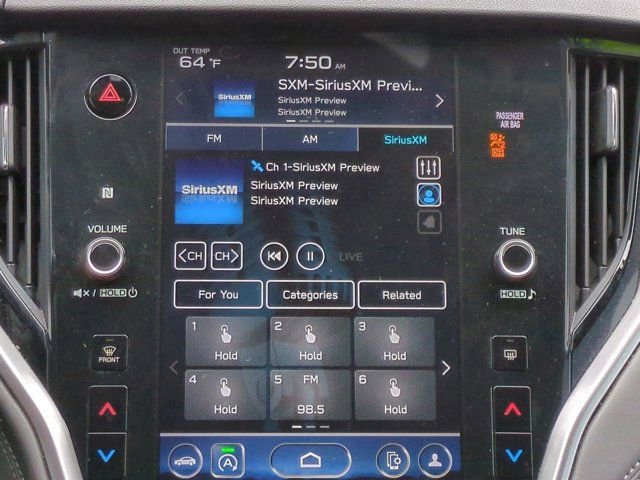 OUT TEMP
64 °F
7:50 AM
SiriusXM
SXM-SiriusXM Previ...
SiriusXM Preview
SiriusXM Preview
PASSENGER
AIR BAG
OFF
FM
AM
SiriusXM
SiriusXM
Ch 1-SiriusXM Preview
SiriusXM Preview
SiriusXM Preview
N
VOLUME
TUNE
CH
CH
LIVE
HOLD
HOLD
For You
Categories
Related
1
Hold
2
Hold
3
Hold
FRONT
4
Hold
5 FM
98.5
6
Hold
A